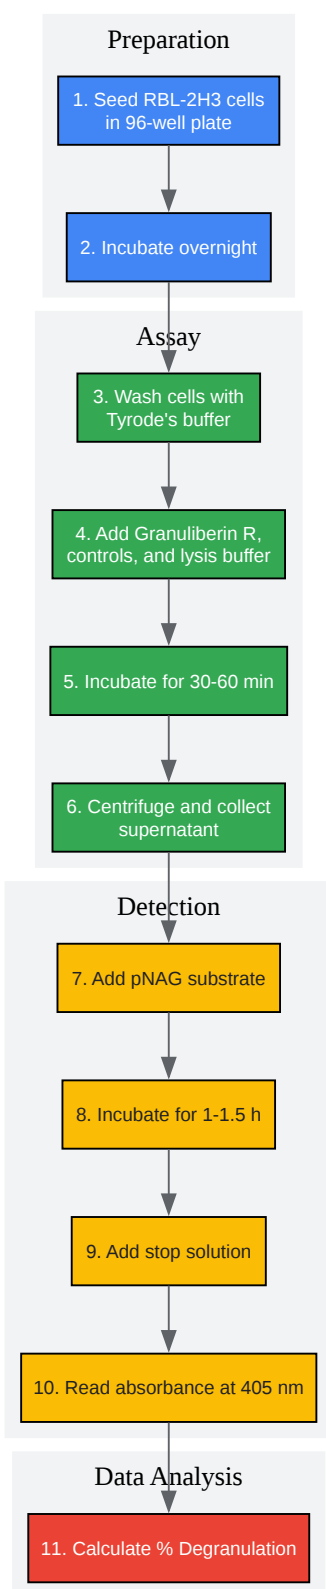 Preparation
1. Seed RBL-2H3 cells
in 96-well plate
2. Incubate overnight
Assay
3. Wash cells with
Tyrode's buffer
4. Add Granuliberin R,
controls, and lysis buffer
5. Incubate for 30-60 min
6. Centrifuge and collect
supernatant
Detection
7. Add pNAG substrate
8. Incubate for 1-1.5 h
9. Add stop solution
10. Read absorbance at 405 nm
Data Analysis
11. Calculate % Degranulation